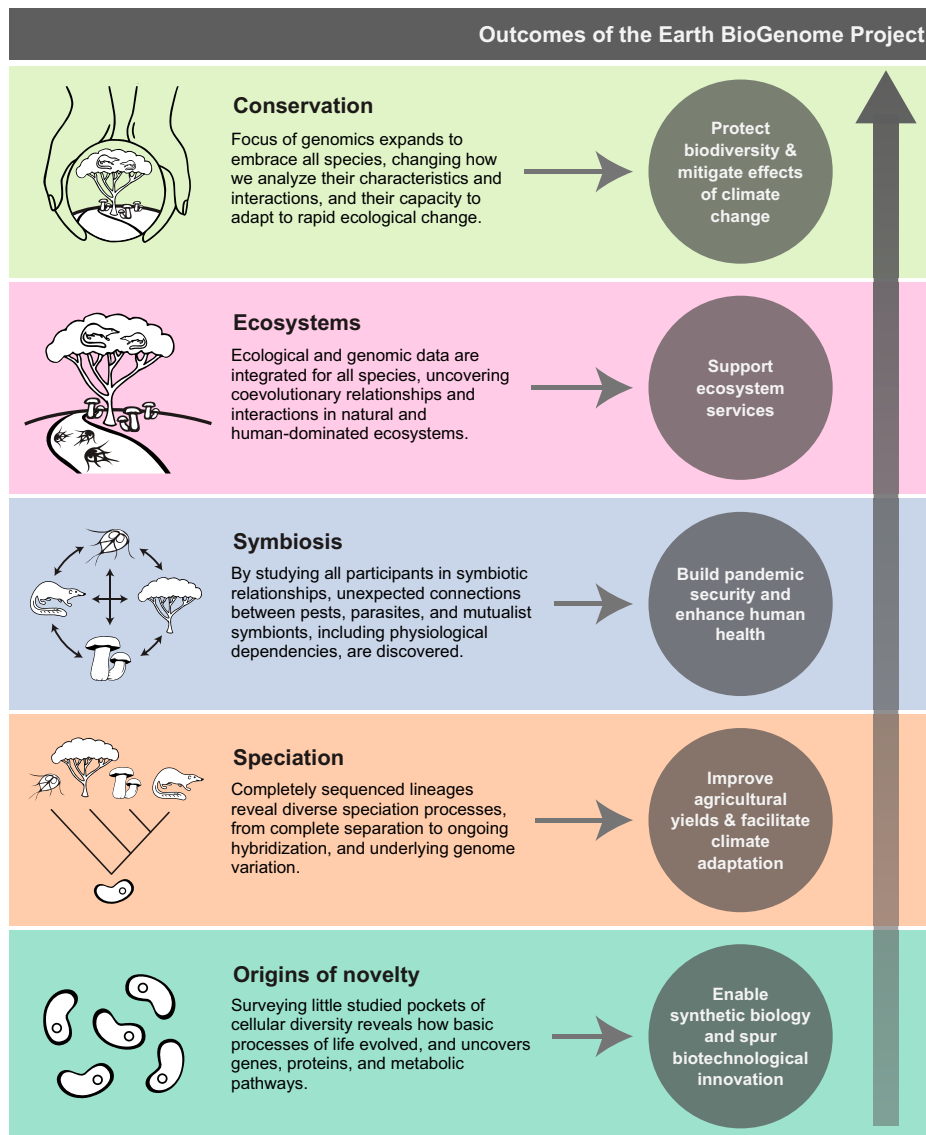 Outcomes of the Earth BioGenome Project
Conservation
Focus of genomics expands to
embrace all species, changing how
we analyze their characteristics and
interactions, and their capacity to
adapt to rapid ecological change.
Protect
biodiversity &
mitigate effects
of climate
change
Ecosystems
Ecological and genomic data are
integrated for all species, uncovering
coevolutionary relationships and
interactions in natural and
human-dominated ecosystems.
Support
ecosystem
services
Symbiosis
By studying all participants in symbiotic
relationships, unexpected connections
between pests, parasites, and mutualist
symbionts, including physiological
dependencies, are discovered.
Build pandemic
security and
enhance human
health
Speciation
Completely sequenced lineages
reveal diverse speciation processes,
from complete separation to ongoing
hybridization, and underlying genome
variation.
Improve
agricultural
yields & facilitate
climate
adaptation
Origins of novelty
Surveying little studied pockets of
cellular diversity reveals how basic
processes of life evolved, and uncovers
genes, proteins, and metabolic
pathways.
Enable
synthetic biology
and spur
biotechnological
innovation